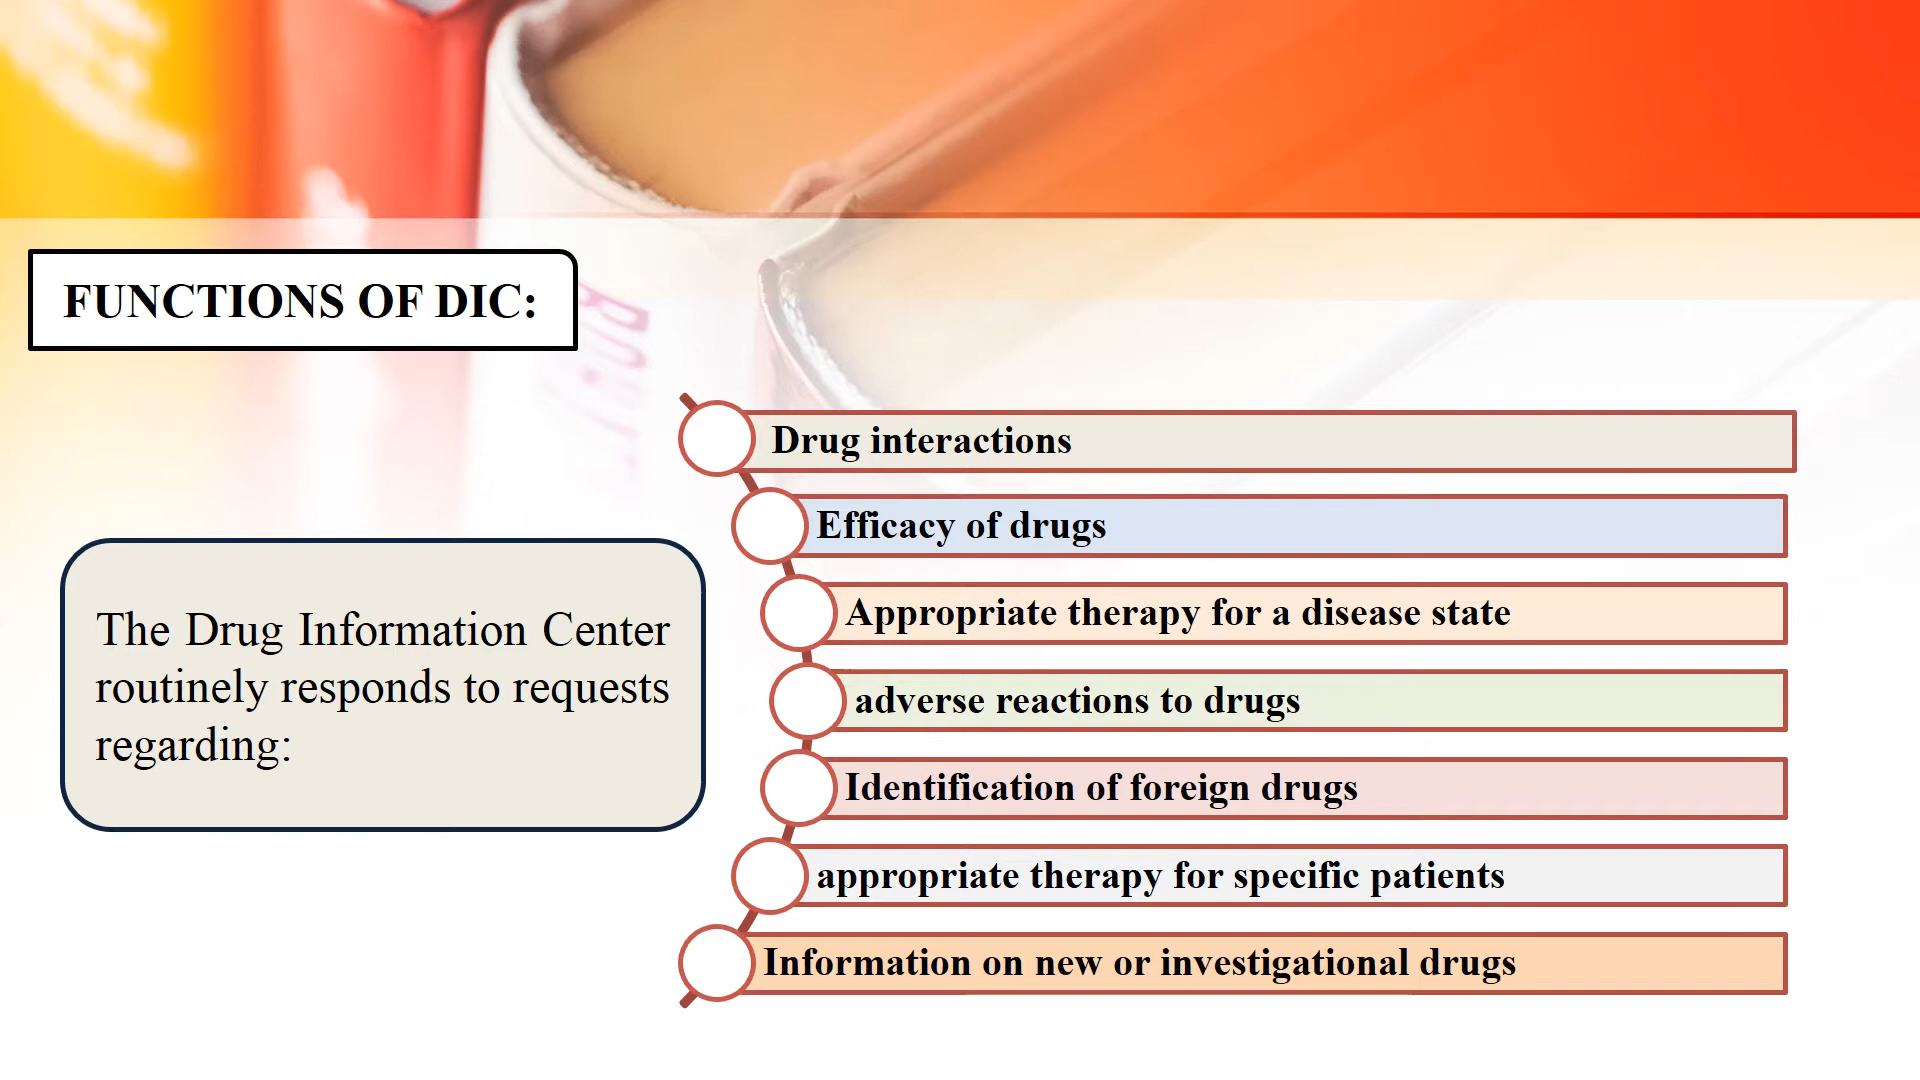 FUNCTIONS OF DIC:
The Drug Information Center
routinely responds to requests
regarding:
Drug interactions
Efficacy of drugs
Appropriate therapy for a disease state
adverse reactions to drugs
Identification of foreign drugs
appropriate therapy for specific patients
Information on new or investigational drugs